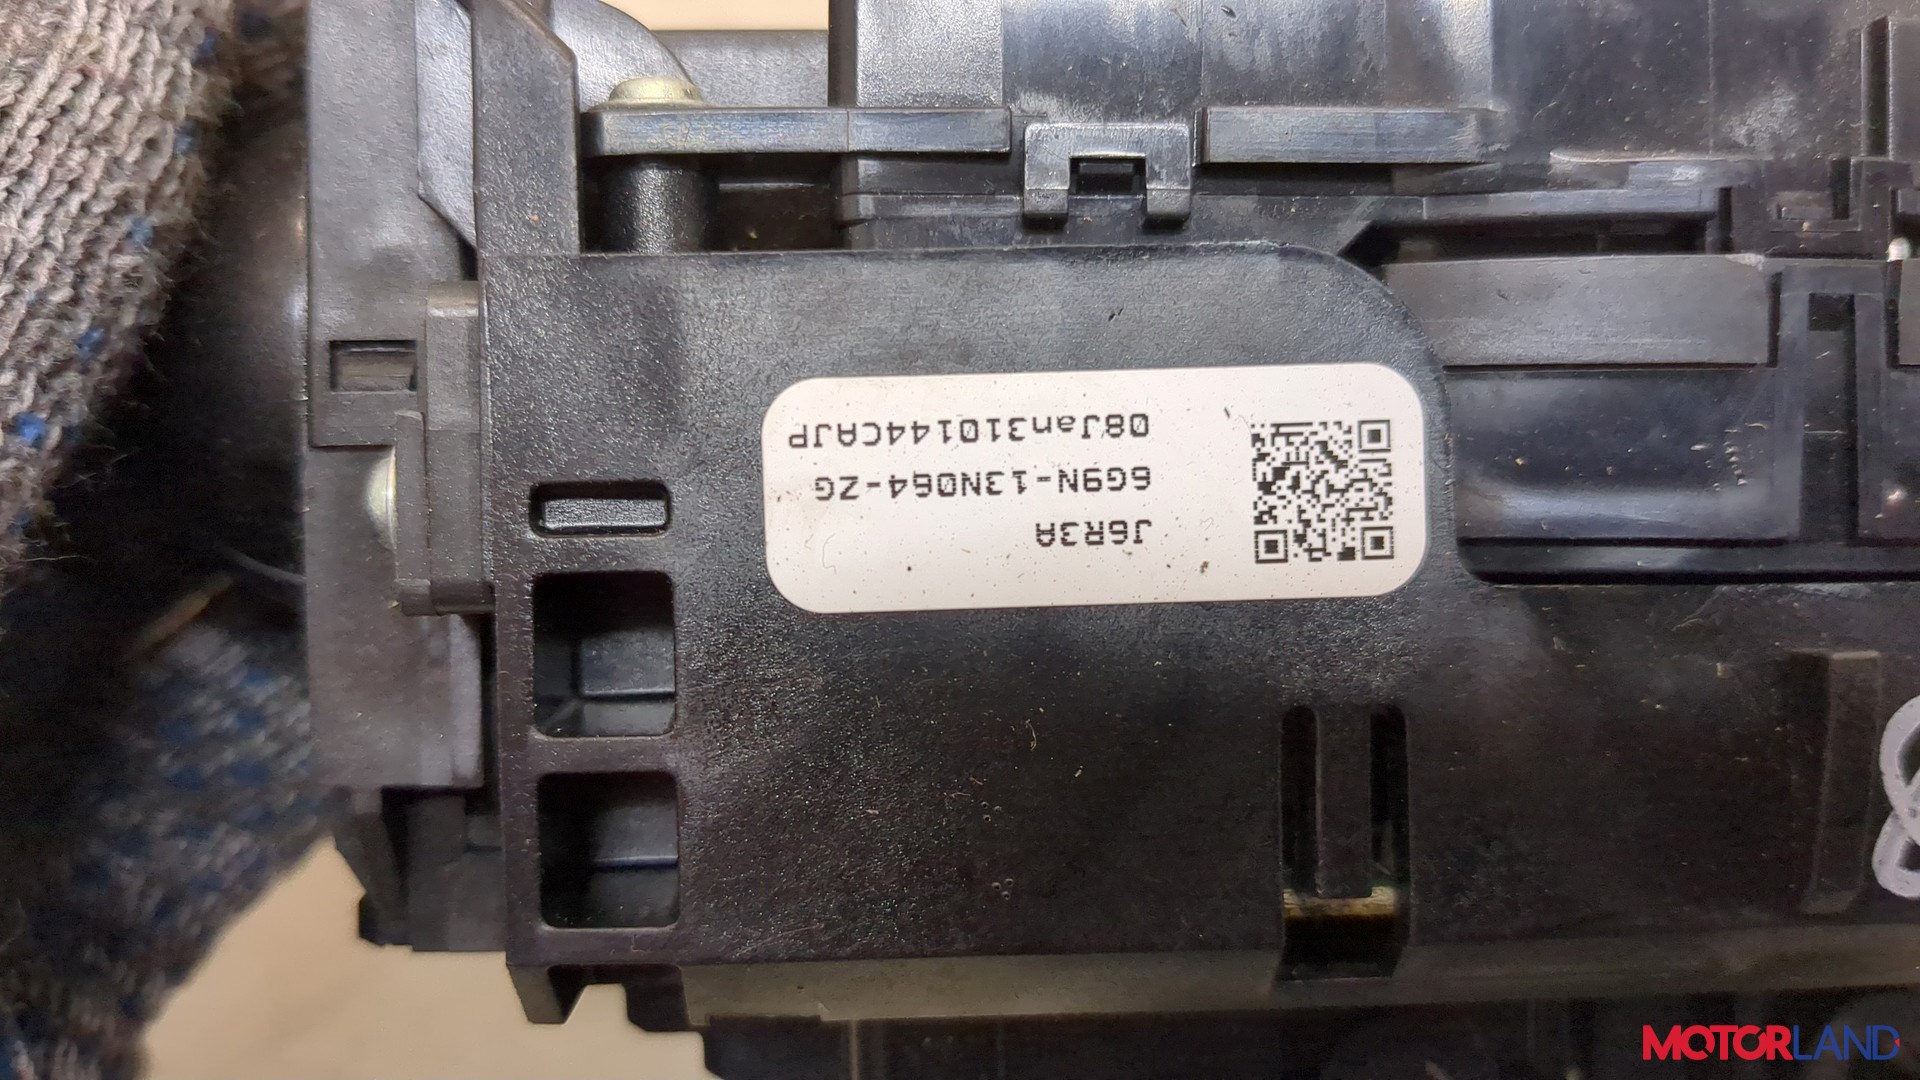 J6R3A
6G9N-13N064-ZG
08Jan310144CAJP
MOTORLAND